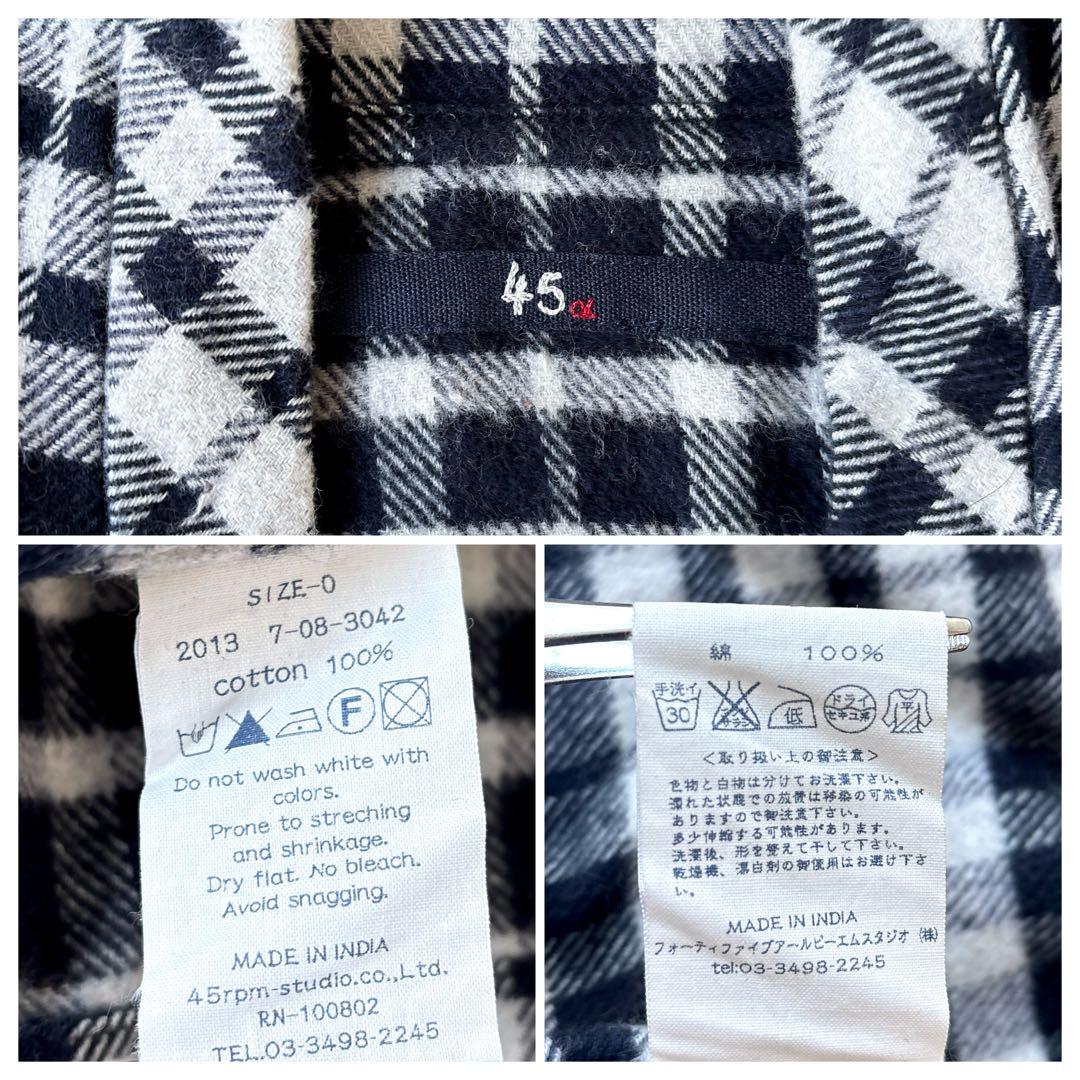 45
SIZE-0
2013 7-08-3042
cotton 100%
F
Do not wash white with
colors.
Prone to streching
and shrinkage.
Dry flat. No bleach.
Avoid snagging.
MADE IN INDIA
45rpm-studio.co.,Ltd.
RN-100802
TEL.03-3498-2245
綿 100%
手洗イ 30
低
ドライ セキユ系
平
<取り扱い上の御注意>
色物と白物は分けてお洗濯下さい。
濡れた状態での放置は移染の可能性が
ありますので御注意下さい。
多少伸縮する可能性があります。
洗濯後、形を整えて干して下さい。
乾燥機、漂白剤の御使用はお避け下さ
い。
MADE IN INDIA
フォーティファイブアールピーエムスタジオ (株)
tel:03-3498-2245